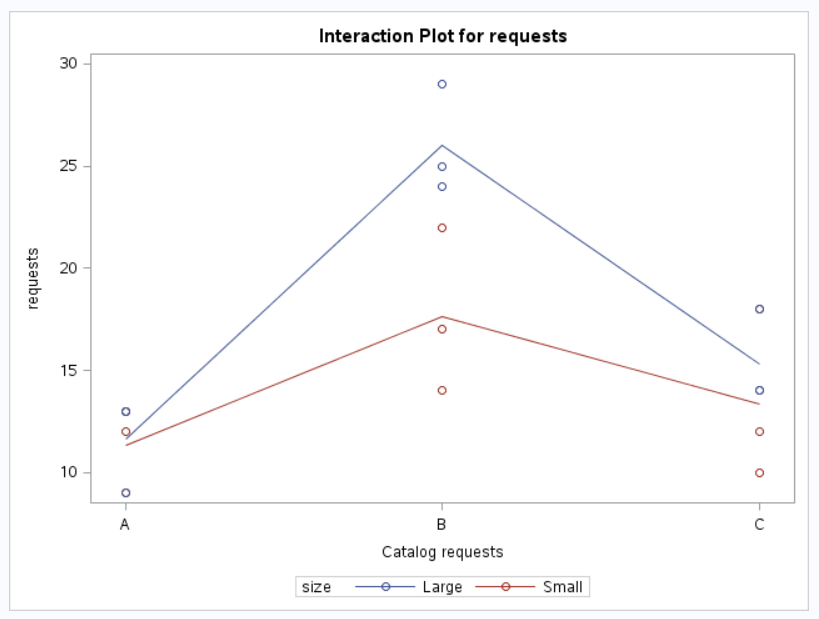 Interaction Plot for requests
30
25
20
15
10
requests
A B C
Catalog requests
size Large Small